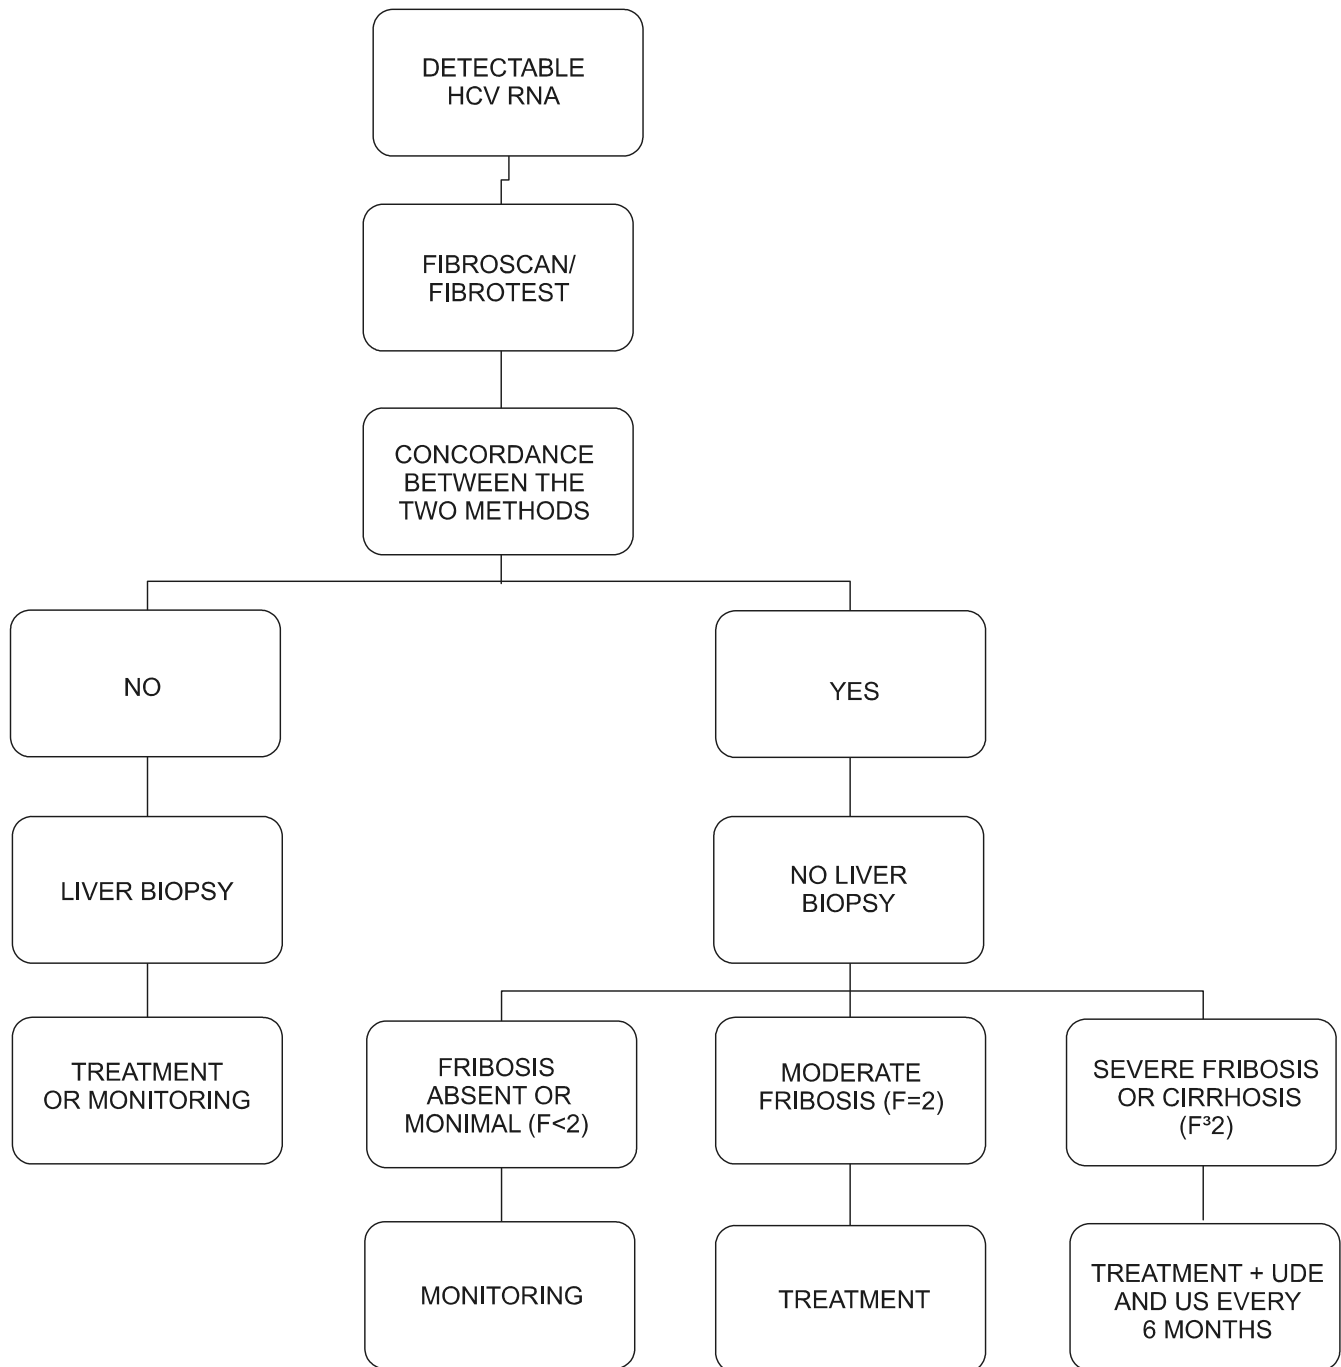 DETECTABLE
HCV RNA
FIBROSCAN/
FIBROTEST
CONCORDANCE
BETWEEN THE
TWO METHODS
NO
YES
LIVER BIOPSY
NO LIVER
BIOPSY
TREATMENT
OR MONITORING
FRIBOSIS
ABSENT OR
MONIMAL (F<2)
MODERATE
FRIBOSIS (F=2)
SEVERE FRIBOSIS
OR CIRRHOSIS
(F³2)
MONITORING
TREATMENT
TREATMENT + UDE
AND US EVERY
6 MONTHS